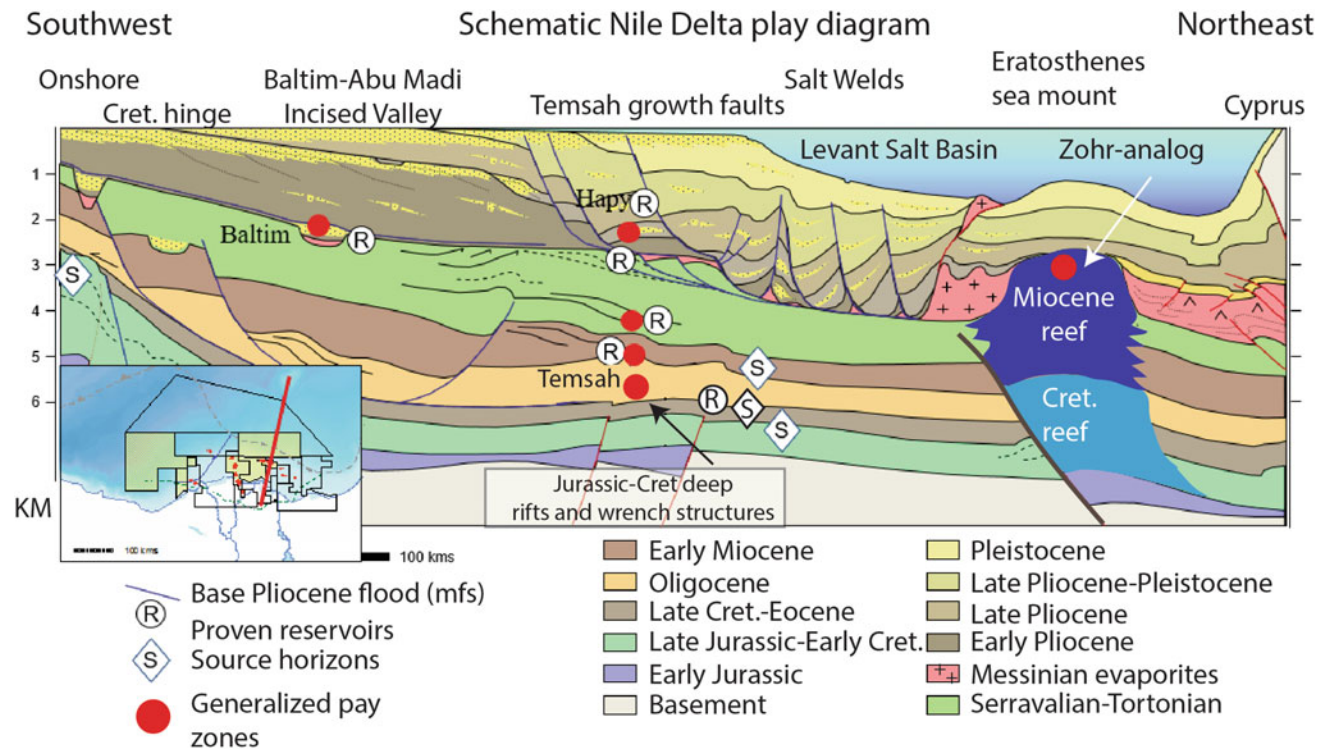 Southwest
Schematic Nile Delta play diagram
Northeast
Onshore
Cret. hinge
Baltim-Abu Madi
Incised Valley
Temsah growth faults
Salt Welds
Eratosthenes
sea mount
Cyprus
Levant Salt Basin
Zohr-analog
1
2
3
4
5
6
KM
Hapy
R
Baltim
R
R
S
R
R
Temsah
S
R
S
S
Miocene
reef
Cret.
reef
Jurassic-Cret deep
rifts and wrench structures
100 kms
100 kms
Base Pliocene flood (mfs)
R
Proven reservoirs
S
Source horizons
Generalized pay
zones
Early Miocene
Oligocene
Late Cret.-Eocene
Late Jurassic-Early Cret.
Early Jurassic
Basement
Pleistocene
Late Pliocene-Pleistocene
Late Pliocene
Early Pliocene
Messinian evaporites
Serravalian-Tortonian